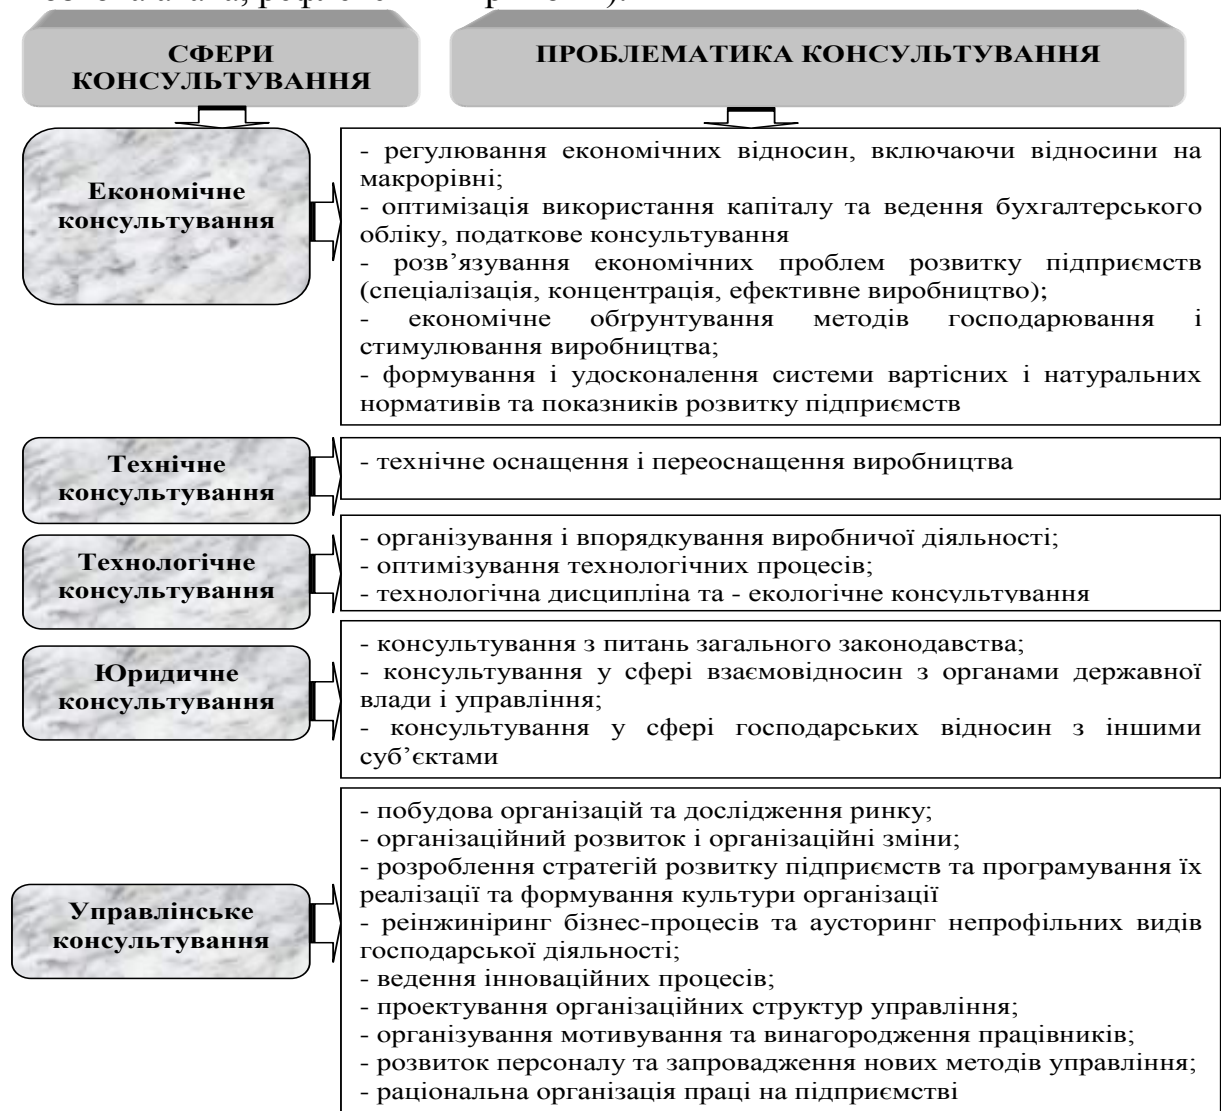 СФЕРИ
КОНСУЛЬТУВАННЯ
ПРОБЛЕМАТИКА КОНСУЛЬТУВАННЯ
Економічне
консультування
- регулювання економічних відносин, включаючи відносини на
макрорівні;
- оптимізація використання капіталу та ведення бухгалтерського
обліку, податкове консультування
- розв’язування економічних проблем розвитку підприємств
(спеціалізація, концентрація, ефективне виробництво);
- економічне обґрунтування методів господарювання і
стимулювання виробництва;
- формування і удосконалення системи вартісних і натуральних
нормативів та показників розвитку підприємств
Технічне
консультування
- технічне оснащення і переоснащення виробництва
Технологічне
консультування
- організування і впорядкування виробничої діяльності;
- оптимізування технологічних процесів;
- технологічна дисципліна та - екологічне консультування
Юридичне
консультування
- консультування з питань загального законодавства;
- консультування у сфері взаємовідносин з органами державної
влади і управління;
- консультування у сфері господарських відносин з іншими
суб’єктами
Управлінське
консультування
- побудова організацій та дослідження ринку;
- організаційний розвиток і організаційні зміни;
- розроблення стратегій розвитку підприємств та програмування їх
реалізації та формування культури організації
- реінжиніринг бізнес-процесів та аусторинг непрофільних видів
господарської діяльності;
- ведення інноваційних процесів;
- проектування організаційних структур управління;
- організування мотивування та винагородження працівників;
- розвиток персоналу та запровадження нових методів управління;
- раціональна організація праці на підприємстві